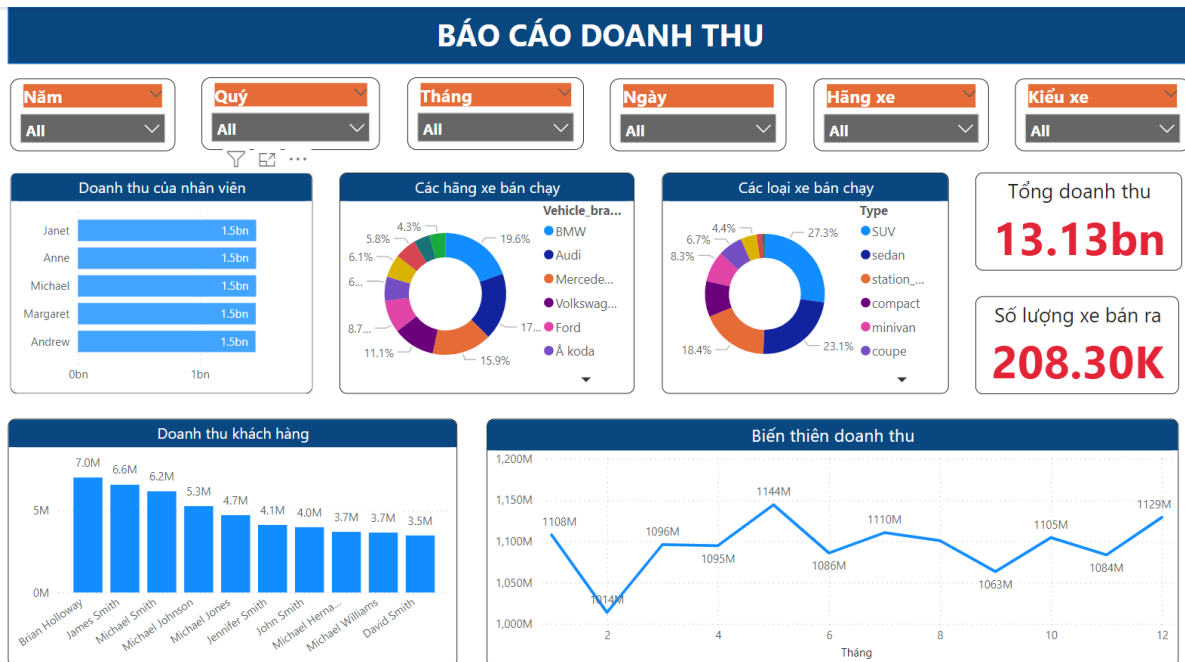 BÁO CÁO DOANH THU
Năm
All
Quý
All
Tháng
All
Ngày
All
Hãng xe
All
Kiểu xe
All
Doanh thu của nhân viên
Janet
1.5bn
Anne
1.5bn
Michael
1.5bn
Margaret
1.5bn
Andrew
1.5bn
0bn
1bn
Các hãng xe bán chạy
Vehicle_bra...
BMW
Audi
Mercede...
Volkswag...
Ford
Å koda
19.6%
17...
15.9%
11.1%
8.7...
6...
6.1%
5.8%
4.3%
Các loại xe bán chạy
Type
SUV
sedan
station_...
compact
minivan
coupe
27.3%
23.1%
18.4%
8.3%
6.7%
4.4%
Tổng doanh thu
13.13bn
Số lượng xe bán ra
208.30K
Doanh thu khách hàng
5M
0M
7.0M
6.6M
6.2M
5.3M
4.7M
4.1M
4.0M
3.7M
3.7M
3.5M
Brian Holloway
James Smith
Michael Smith
Michael Johnson
Michael Jones
Jennifer Smith
John Smith
Michael Herna...
Michael Williams
David Smith
Biến thiên doanh thu
1,200M
1,150M
1,100M
1,050M
1,000M
1108M
1014M
1096M
1095M
1144M
1086M
1110M
1063M
1105M
1084M
1129M
2
4
6
8
10
12
Tháng